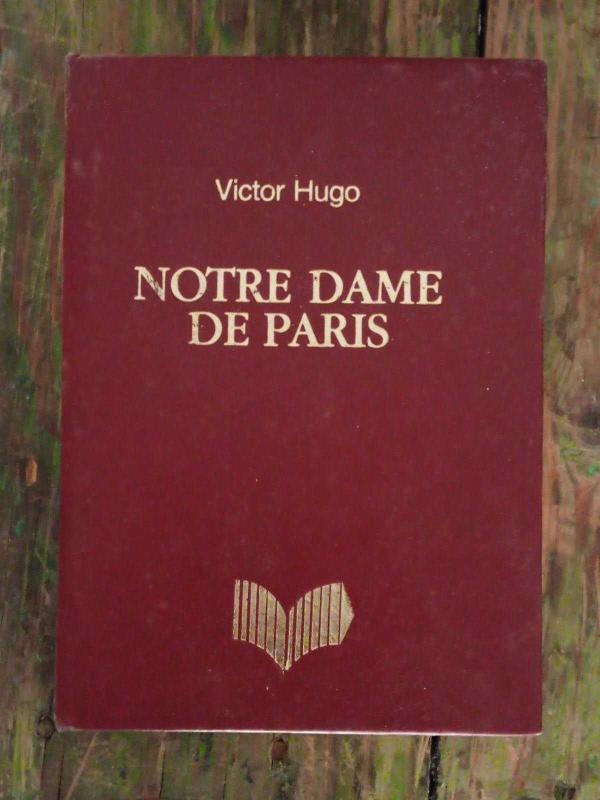 Victor Hugo
NOTRE DAME
DE PARIS